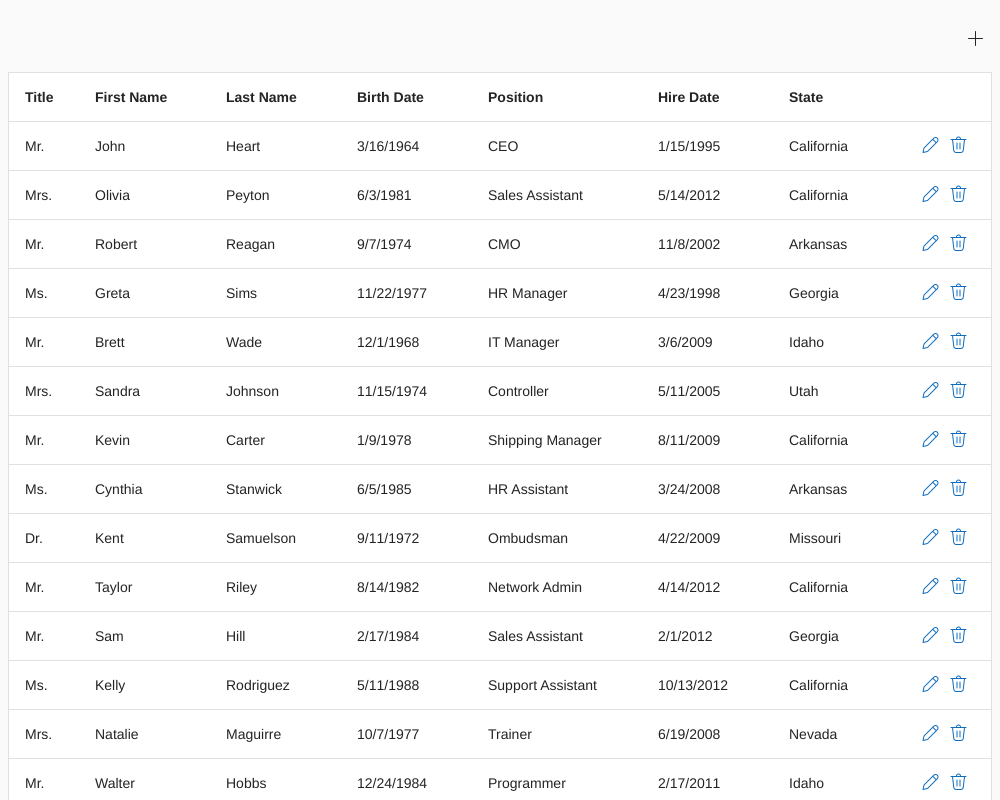 Title First Name Last Name Birth Date Position Hire Date State
Mr. John Heart 3/16/1964 CEO 1/15/1995 California
Mrs. Olivia Peyton 6/3/1981 Sales Assistant 5/14/2012 California
Mr. Robert Reagan 9/7/1974 CMO 11/8/2002 Arkansas
Ms. Greta Sims 11/22/1977 HR Manager 4/23/1998 Georgia
Mr. Brett Wade 12/1/1968 IT Manager 3/6/2009 Idaho
Mrs. Sandra Johnson 11/15/1974 Controller 5/11/2005 Utah
Mr. Kevin Carter 1/9/1978 Shipping Manager 8/11/2009 California
Ms. Cynthia Stanwick 6/5/1985 HR Assistant 3/24/2008 Arkansas
Dr. Kent Samuelson 9/11/1972 Ombudsman 4/22/2009 Missouri
Mr. Taylor Riley 8/14/1982 Network Admin 4/14/2012 California
Mr. Sam Hill 2/17/1984 Sales Assistant 2/1/2012 Georgia
Ms. Kelly Rodriguez 5/11/1988 Support Assistant 10/13/2012 California
Mrs. Natalie Maguirre 10/7/1977 Trainer 6/19/2008 Nevada
Mr. Walter Hobbs 12/24/1984 Programmer 2/17/2011 Idaho